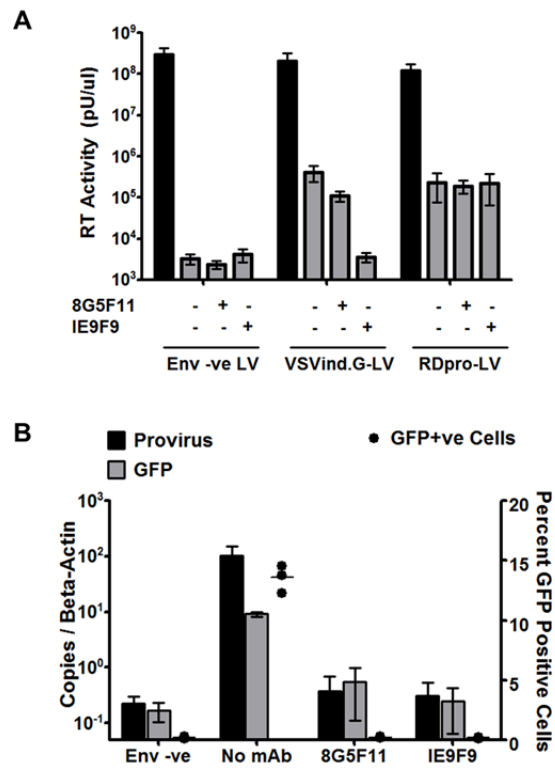 A
RT Activity (pU/ul)
10⁹
10⁸
10⁷
10⁶
10⁵
10⁴
10³
8G5F11 - + - - + - - + -
IE9F9 - - + - - + - - +
Env -ve LV VSVind.G-LV RDpro-LV
B
Provirus
GFP
GFP+ve Cells
Copies / Beta-Actin
10³
10²
10¹
10⁰
10⁻¹
Percent GFP Positive Cells
20
15
10
5
0
Env -ve No mAb 8G5F11 IE9F9